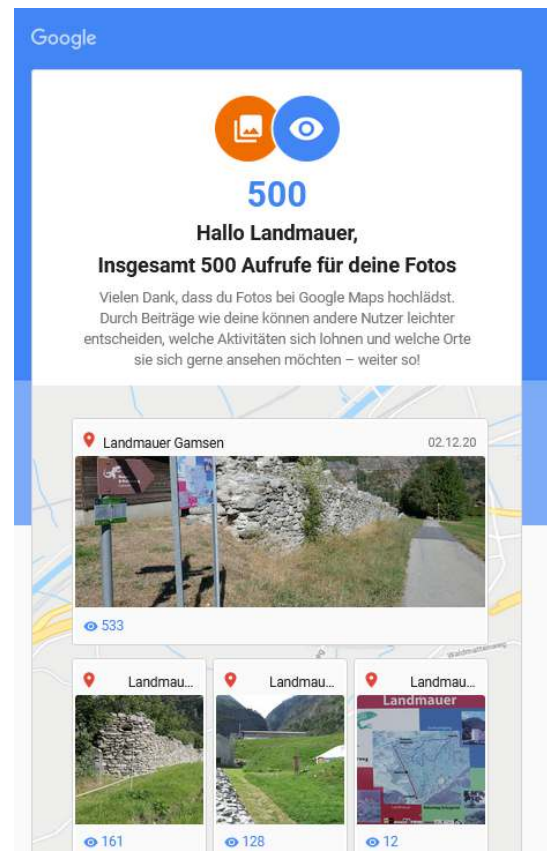 Google
500
Hallo Landmauer,
Insgesamt 500 Aufrufe für deine Fotos
Vielen Dank, dass du Fotos bei Google Maps hochlädst.
Durch Beiträge wie deine können andere Nutzer leichter
entscheiden, welche Aktivitäten sich lohnen und welche Orte
sie sich gerne ansehen möchten – weiter so!
Landmauer Gamsen
02.12.20
533
Landmau...
Landmau...
Landmau...
Landmauer
161
128
12